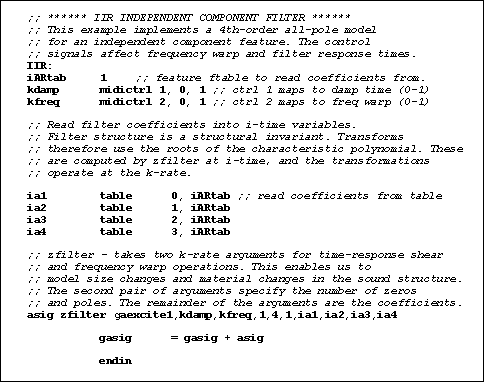 ;; ****** IIR INDEPENDENT COMPONENT FILTER ******
;; This example implements a 4th-order all-pole model
;; for an independent component feature. The control
;; signals affect frequency warp and filter response times.
IIR:
iARtab 1 ;; feature ftable to read coefficients from.
kdamp midictrl 1, 0, 1 ;; ctrl 1 maps to damp time (0-1)
kfreq midictrl 2, 0, 1 ;; ctrl 2 maps to freq warp (0-1)
;; Read filter coefficients into i-time variables.
;; Filter structure is a structural invariant. Transforms
;; therefore use the roots of the characteristic polynomial. These
;; are computed by zfilter at i-time, and the transformations
;; operate at the k-rate.
ia1 table 0, iARtab ;; read coefficients from table
ia2 table 1, iARtab
ia3 table 2, iARtab
ia4 table 3, iARtab
;; zfilter - takes two k-rate arguments for time-response shear
;; and frequency warp operations. This enables us to
;; model size changes and material changes in the sound structure.
;; The second pair of arguments specify the number of zeros
;; and poles. The remainder of the arguments are the coefficients.
asig zfilter gaexcite1,kdamp,kfreq,1,4,1,ia1,ia2,ia3,ia4
gasig = gasig + asig
endin